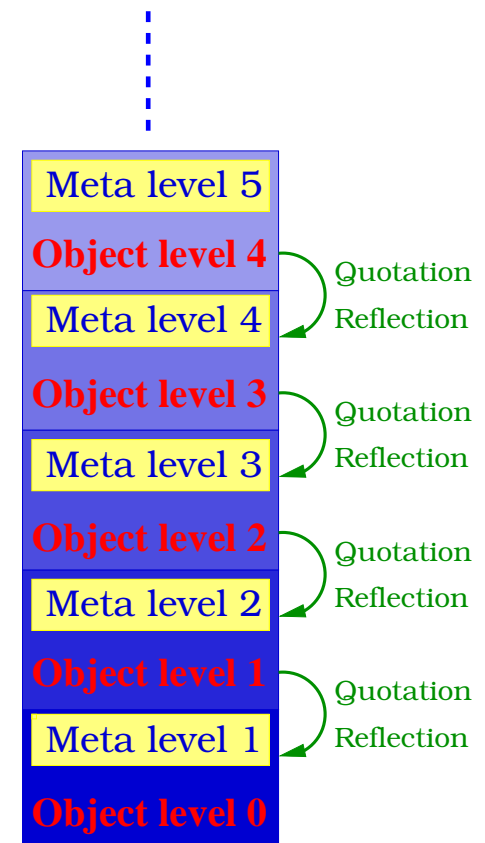 Meta level 5
Object level 4
Quotation
Meta level 4
Reflection
Object level 3
Quotation
Meta level 3
Reflection
Object level 2
Quotation
Meta level 2
Reflection
Object level 1
Quotation
Meta level 1
Reflection
Object level 0